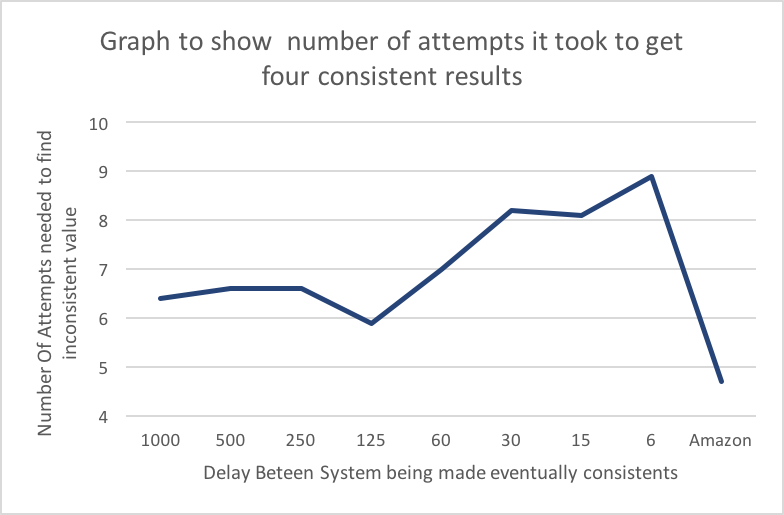 Graph to show  number of attempts it took to get
four consistent results
Number Of Attempts needed to find
inconsistent value
10
9
8
7
6
5
4
1000 500 250 125 60 30 15 6 Amazon
Delay Beteen System being made eventually consistents